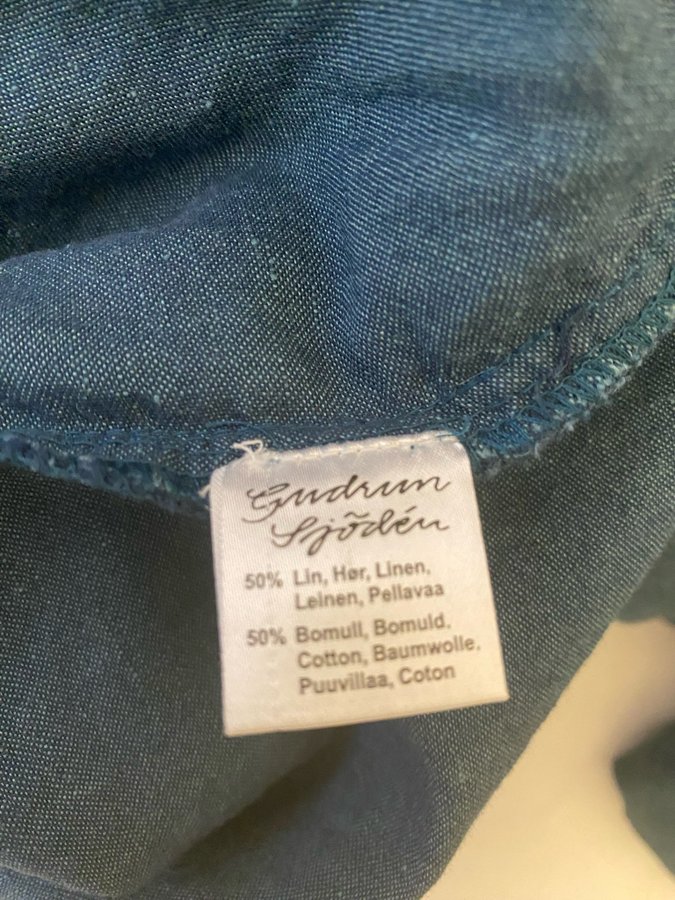 Gudrun
Sjödén
50% Lin, Hør, Linen,
Leinen, Pellavaa
50% Bomull, Bomuld,
Cotton, Baumwolle,
Puuvillaa, Coton